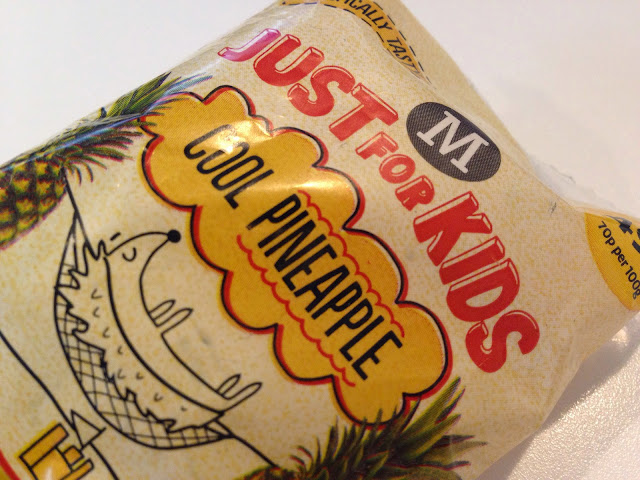 JUST FOR KIDS
M
COOL PINEAPPLE
70p per 100g